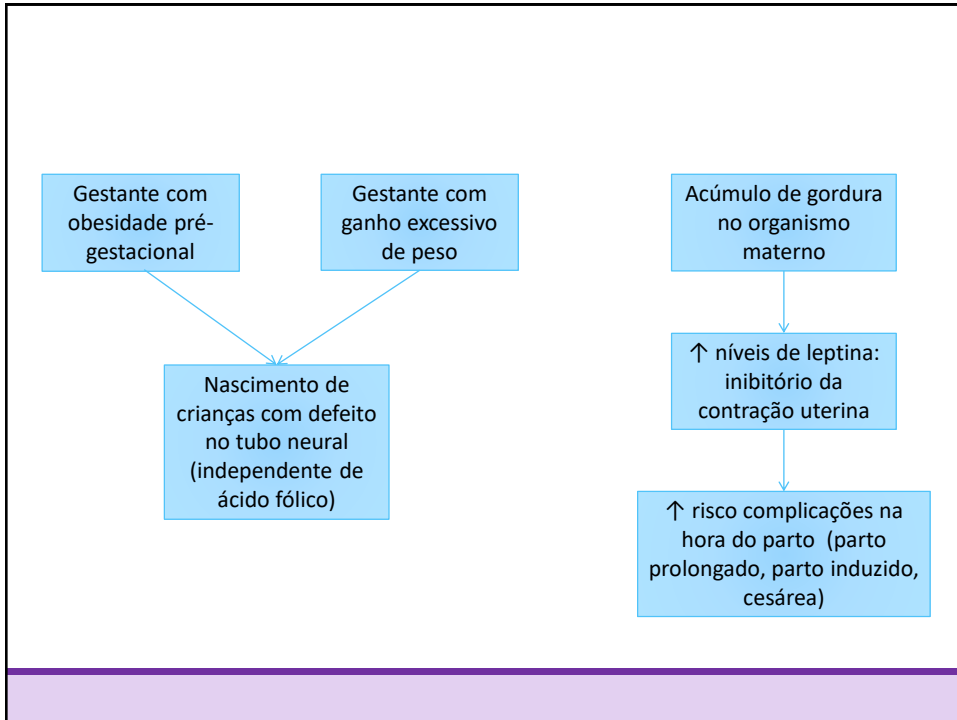 Gestante com
obesidade pré-
gestacional
Gestante com
ganho excessivo
de peso
Nascimento de
crianças com defeito
no tubo neural
(independente de
ácido fólico)
Acúmulo de gordura
no organismo
materno
↑ níveis de leptina:
inibitório da
contração uterina
↑ risco complicações na
hora do parto (parto
prolongado, parto induzido,
cesárea)